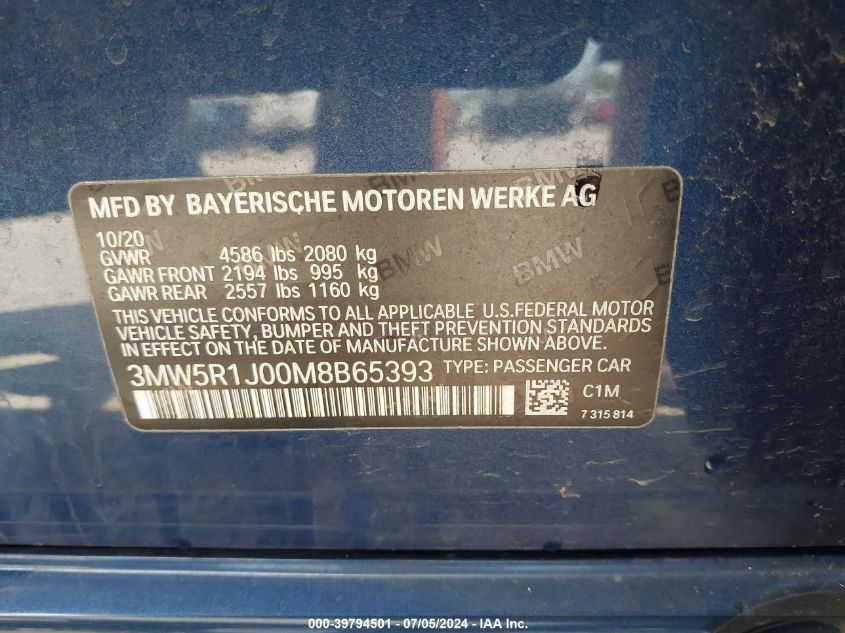 MFD BY BAYERISCHE MOTOREN WERKE AG
10/20
GVWR 4586 lbs 2080 kg
GAWR FRONT 2194 lbs 995 kg
GAWR REAR 2557 lbs 1160 kg
THIS VEHICLE CONFORMS TO ALL APPLICABLE U.S.FEDERAL MOTOR
VEHICLE SAFETY, BUMPER AND THEFT PREVENTION STANDARDS
IN EFFECT ON THE DATE OF MANUFACTURE SHOWN ABOVE.
3MW5R1J00M8B65393 TYPE: PASSENGER CAR
C1M
7 315 814
BMW
BMW
BMW
000-39794501 - 07/05/2024 - IAA Inc.